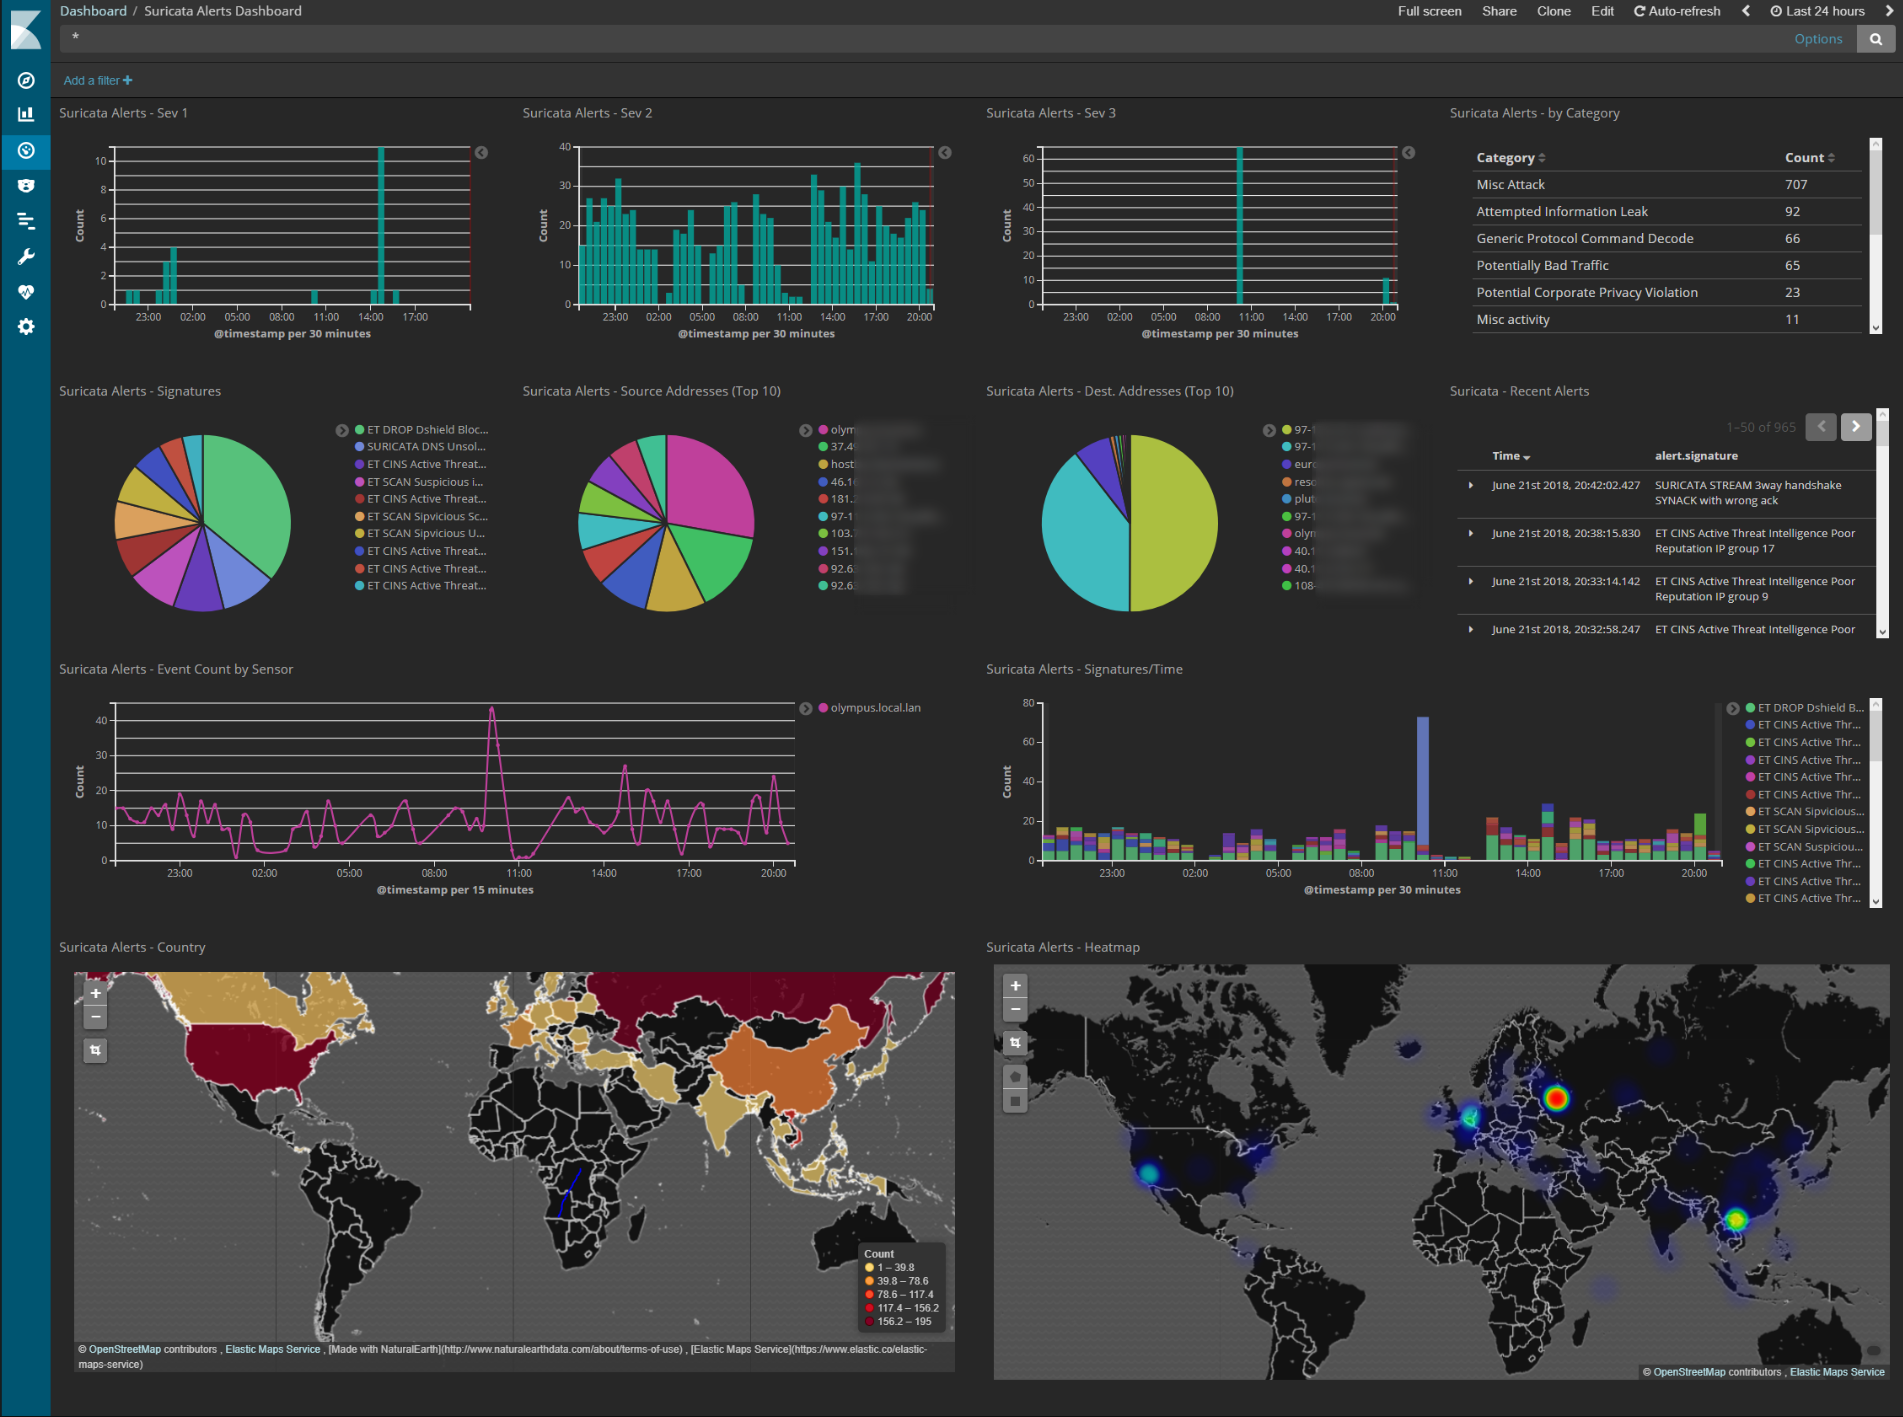 Dashboard / Suricata Alerts Dashboard
Full screen Share Clone Edit Auto-refresh Last 24 hours
*
Options
Add a filter +
Suricata Alerts - Sev 1
Count
10
8
6
4
2
0
23:00 02:00 05:00 08:00 11:00 14:00 17:00
@timestamp per 30 minutes
Suricata Alerts - Sev 2
Count
40
30
20
10
0
23:00 02:00 05:00 08:00 11:00 14:00 17:00 20:00
@timestamp per 30 minutes
Suricata Alerts - Sev 3
Count
60
50
40
30
20
10
0
23:00 02:00 05:00 08:00 11:00 14:00 17:00 20:00
@timestamp per 30 minutes
Suricata Alerts - by Category
Category Count
Misc Attack 707
Attempted Information Leak 92
Generic Protocol Command Decode 66
Potentially Bad Traffic 65
Potential Corporate Privacy Violation 23
Misc activity 11
Suricata Alerts - Signatures
ET DROP Dshield Bloc...
SURICATA DNS Unsol...
ET CINS Active Threat...
ET SCAN Suspicious i...
ET CINS Active Threat...
ET SCAN Sipvicious Sc...
ET SCAN Sipvicious U...
ET CINS Active Threat...
ET CINS Active Threat...
ET CINS Active Threat...
Suricata Alerts - Source Addresses (Top 10)
olym
37.4
host
46.1
181.
97-1
103.
151.
92.6
92.6
Suricata Alerts - Dest. Addresses (Top 10)
97-
97-1
euro
reso
plut
97-1
olym
40.1
40.1
108-
Suricata - Recent Alerts
1–50 of 965
Time alert.signature
June 21st 2018, 20:42:02.427 SURICATA STREAM 3way handshake
SYNACK with wrong ack
June 21st 2018, 20:38:15.830 ET CINS Active Threat Intelligence Poor
Reputation IP group 17
June 21st 2018, 20:33:14.142 ET CINS Active Threat Intelligence Poor
Reputation IP group 9
June 21st 2018, 20:32:58.247 ET CINS Active Threat Intelligence Poor
Suricata Alerts - Event Count by Sensor
Count
40
30
20
10
0
23:00 02:00 05:00 08:00 11:00 14:00 17:00 20:00
@timestamp per 15 minutes
olympus.local.lan
Suricata Alerts - Signatures/Time
Count
80
60
40
20
0
23:00 02:00 05:00 08:00 11:00 14:00 17:00 20:00
@timestamp per 30 minutes
ET DROP Dshield B...
ET CINS Active Thr...
ET CINS Active Thr...
ET CINS Active Thr...
ET CINS Active Thr...
ET CINS Active Thr...
ET SCAN Sipvicious...
ET SCAN Sipvicious...
ET SCAN Suspiciou...
ET CINS Active Thr...
ET CINS Active Thr...
ET CINS Active Thr...
Suricata Alerts - Country
+
−
Count
1 – 39.8
39.8 – 78.6
78.6 – 117.4
117.4 – 156.2
156.2 – 195
© OpenStreetMap contributors , Elastic Maps Service , [Made with NaturalEarth](http://www.naturalearthdata.com/about/terms-of-use) , [Elastic Maps Service](https://www.elastic.co/elastic-
maps-service)
Suricata Alerts - Heatmap
+
−
© OpenStreetMap contributors , Elastic Maps Service